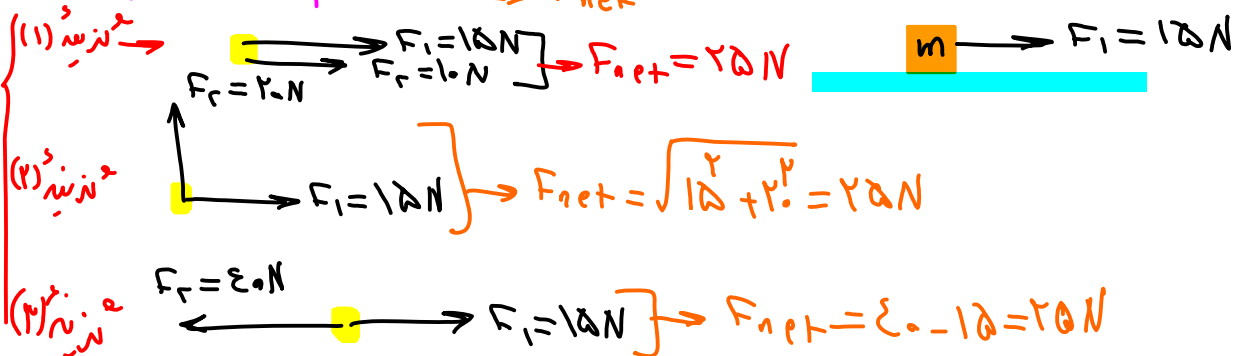 گزینهٔ (۱) F₁ = ۱۵N F₂ = ۱۰N Fnet = ۲۵N
m F₁ = ۱۵N
F₂ = ۲۰N
گزینهٔ (۲) F₁ = ۱۵N Fnet = √۱۵² + ۲۰² = ۲۵N
F₂ = ۴۰N
گزینهٔ (۳) F₁ = ۱۵N Fnet = ۴۰ - ۱۵ = ۲۵N